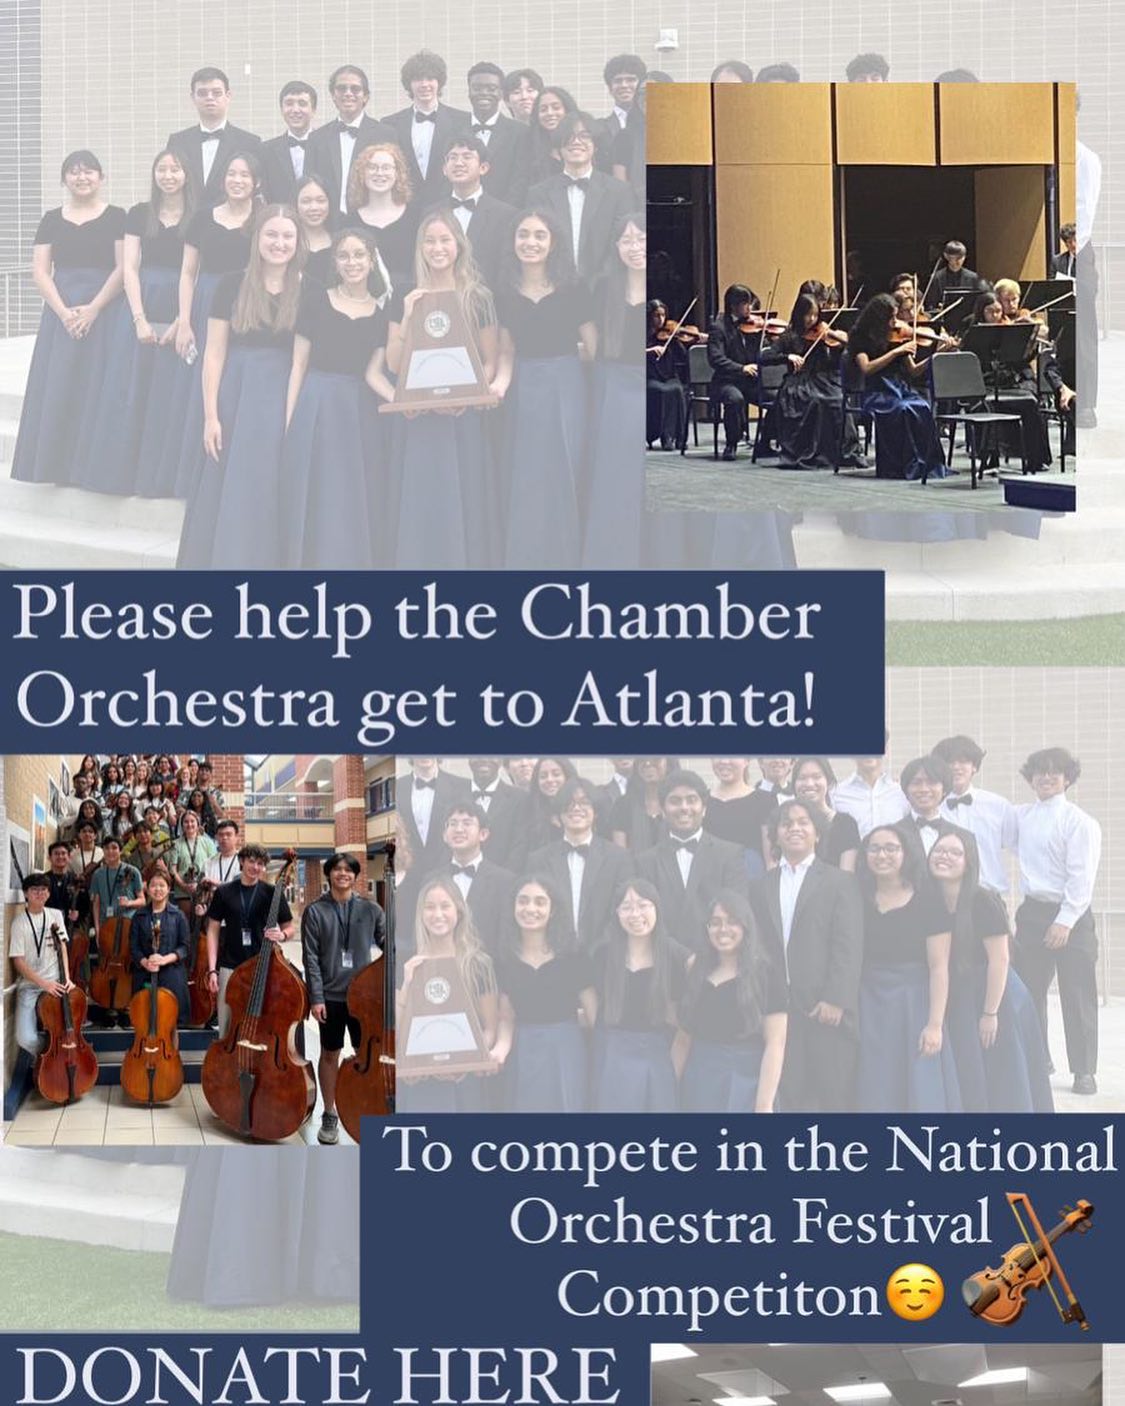 Please help the Chamber
Orchestra get to Atlanta!
To compete in the National
Orchestra Festival
Competiton☺️🎻
DONATE HERE